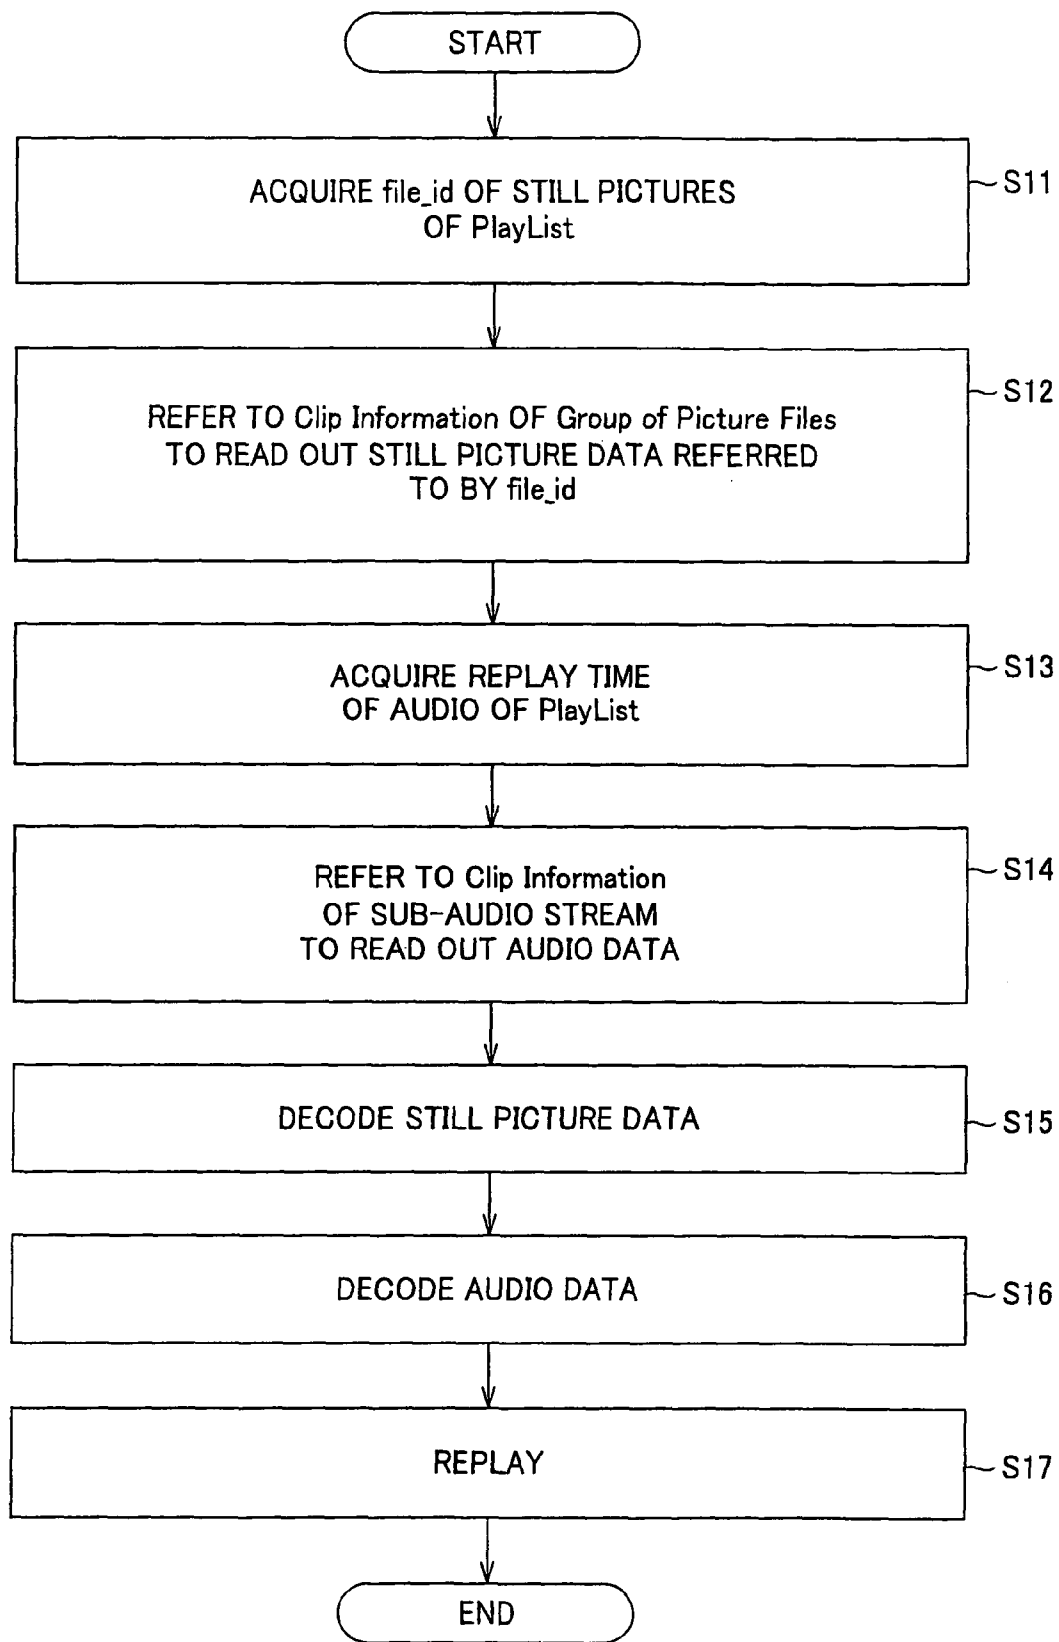 START
ACQUIRE file_id OF STILL PICTURES
OF PlayList
S11
REFER TO Clip Information OF Group of Picture Files
TO READ OUT STILL PICTURE DATA REFERRED
TO BY file_id
S12
ACQUIRE REPLAY TIME
OF AUDIO OF PlayList
S13
REFER TO Clip Information
OF SUB-AUDIO STREAM
TO READ OUT AUDIO DATA
S14
DECODE STILL PICTURE DATA
S15
DECODE AUDIO DATA
S16
REPLAY
S17
END